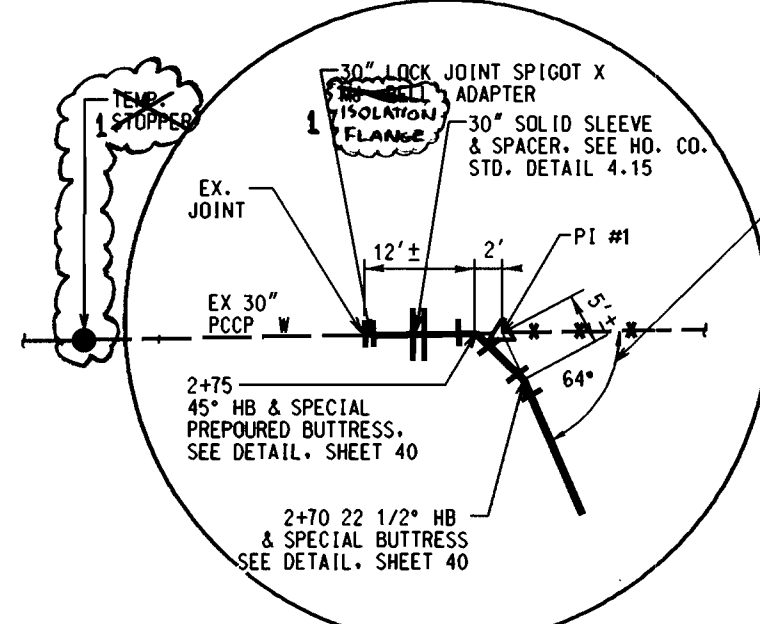 TEMP.
1 STOPPER
30" LOCK JOINT SPIGOT X
MJ BELL ADAPTER
1 ISOLATION
FLANGE
30" SOLID SLEEVE
& SPACER. SEE HO. CO.
STD. DETAIL 4.15
EX.
JOINT
12'±
2'
PI #1
5'±
EX 30"
PCCP
W
64°
2+75
45° HB & SPECIAL
PREPOURED BUTTRESS.
SEE DETAIL. SHEET 40
2+70 22 1/2° HB
& SPECIAL BUTTRESS
SEE DETAIL. SHEET 40